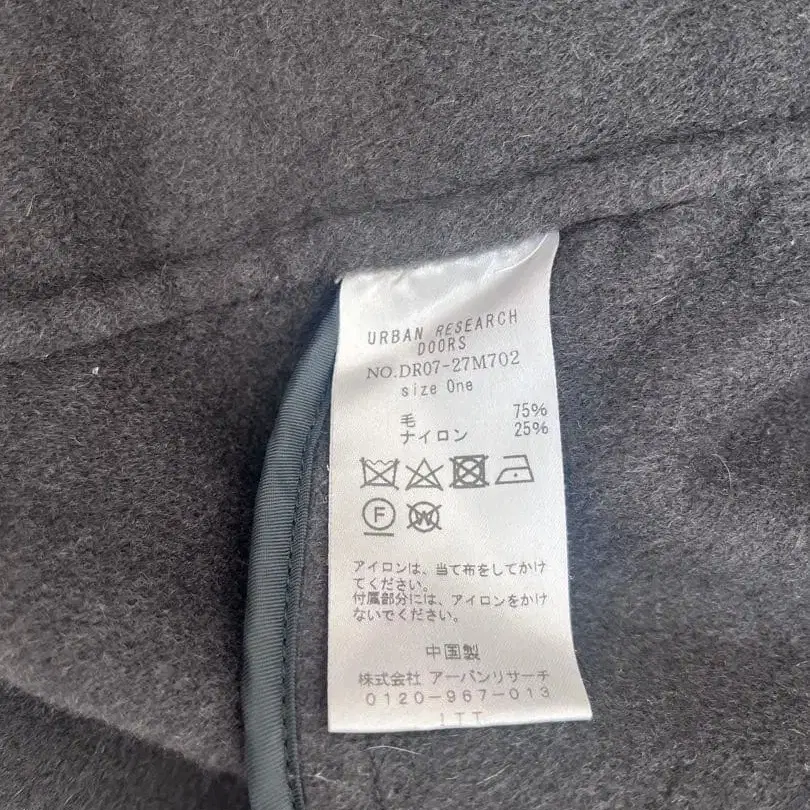 URBAN RESEARCH
DOORS
NO.DR07-27M702
size One
毛 75%
ナイロン 25%
F W
アイロンは、当て布をしてかけ
てください。
付属部分には、アイロンをかけ
ないでください。
中国製
株式会社 アーバンリサーチ
0120-967-013
1TT